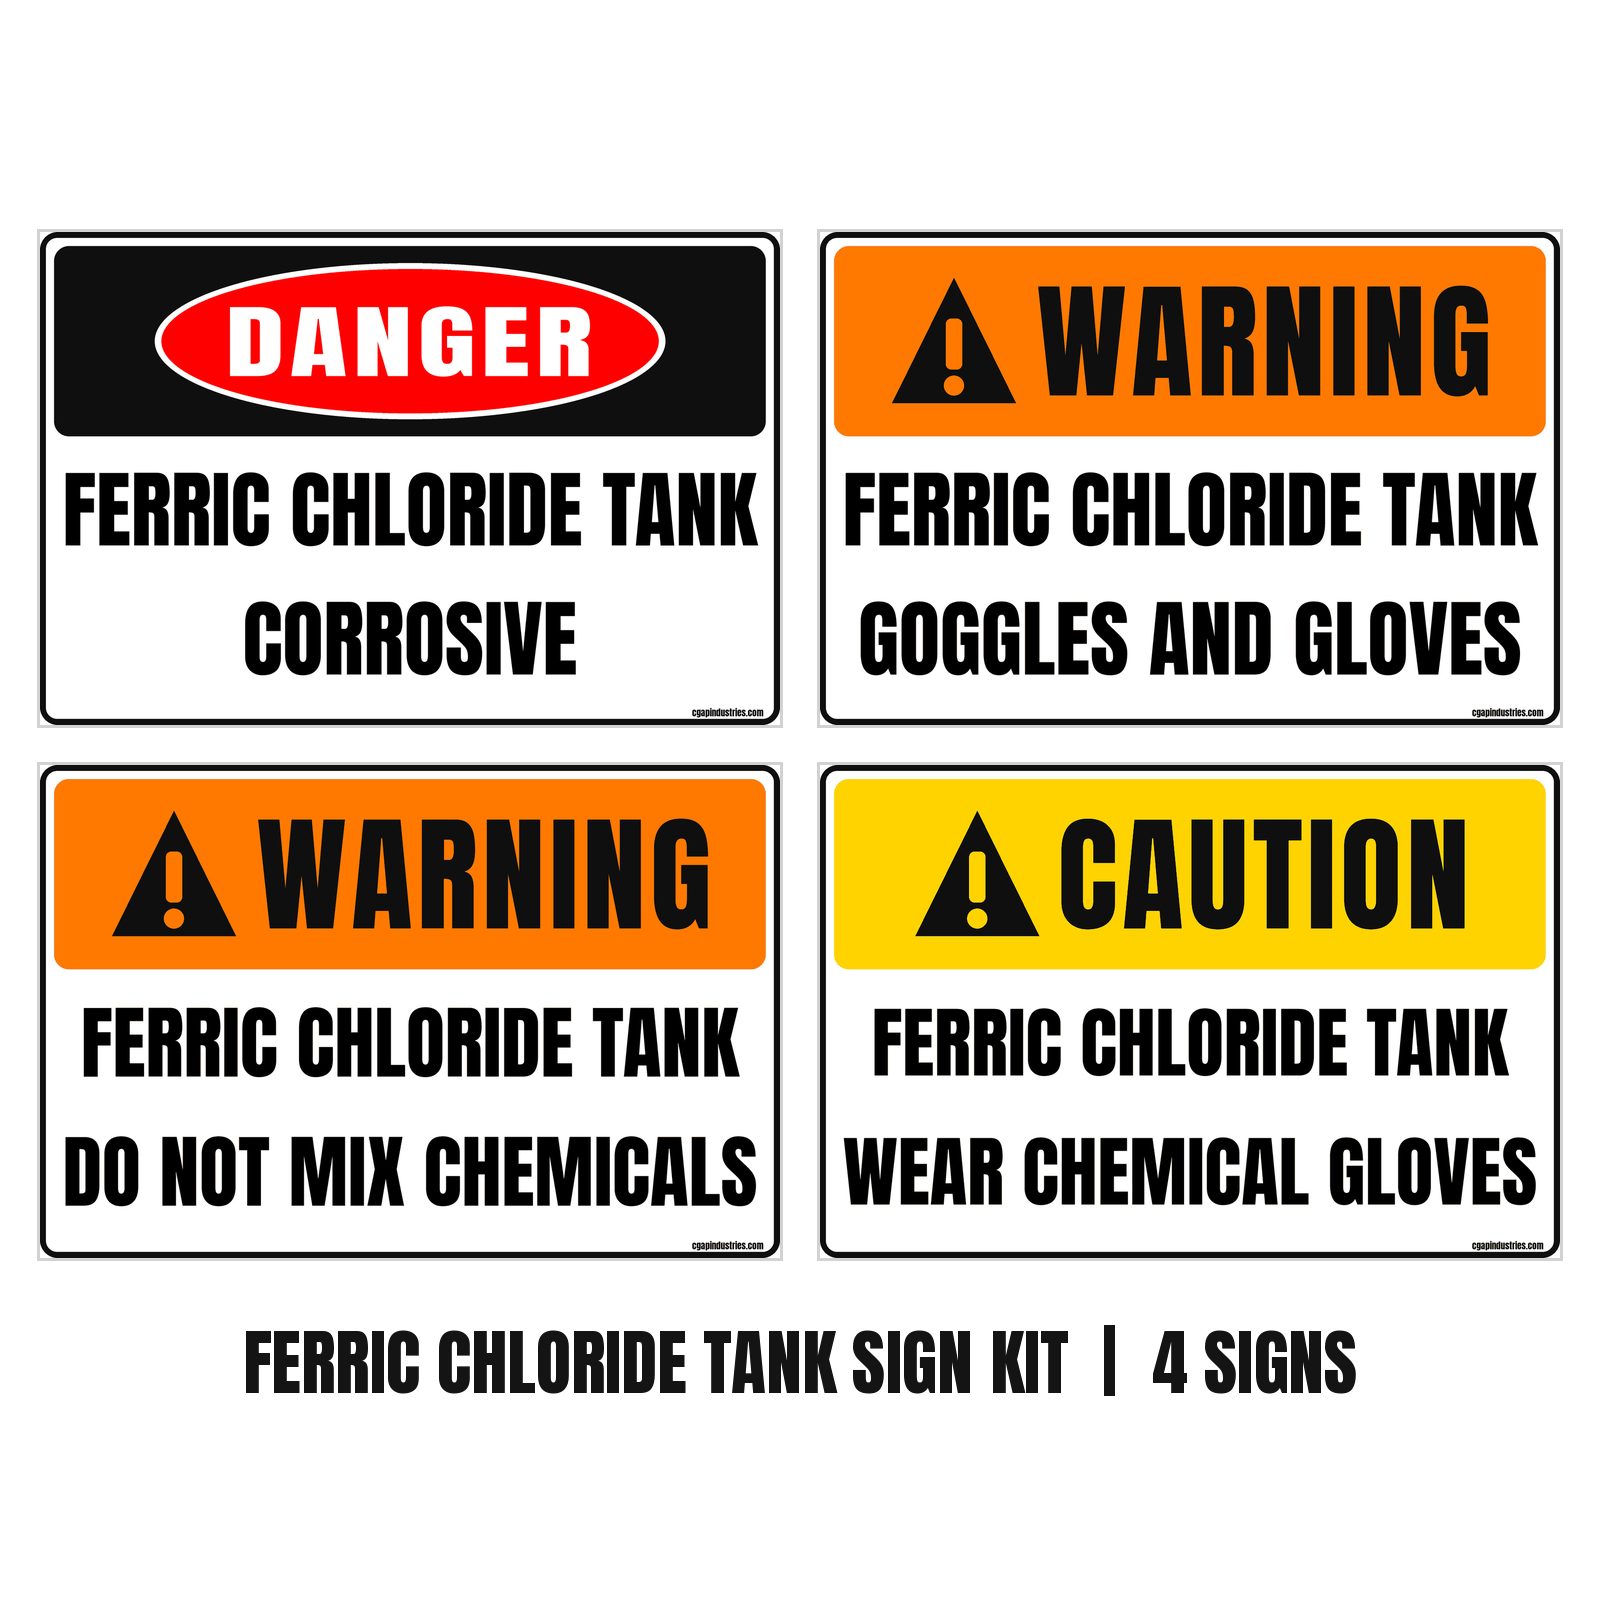 DANGER
FERRIC CHLORIDE TANK
CORROSIVE
cgapindustries.com
WARNING
FERRIC CHLORIDE TANK
GOGGLES AND GLOVES
cgapindustries.com
WARNING
FERRIC CHLORIDE TANK
DO NOT MIX CHEMICALS
cgapindustries.com
CAUTION
FERRIC CHLORIDE TANK
WEAR CHEMICAL GLOVES
cgapindustries.com
FERRIC CHLORIDE TANK SIGN KIT | 4 SIGNS